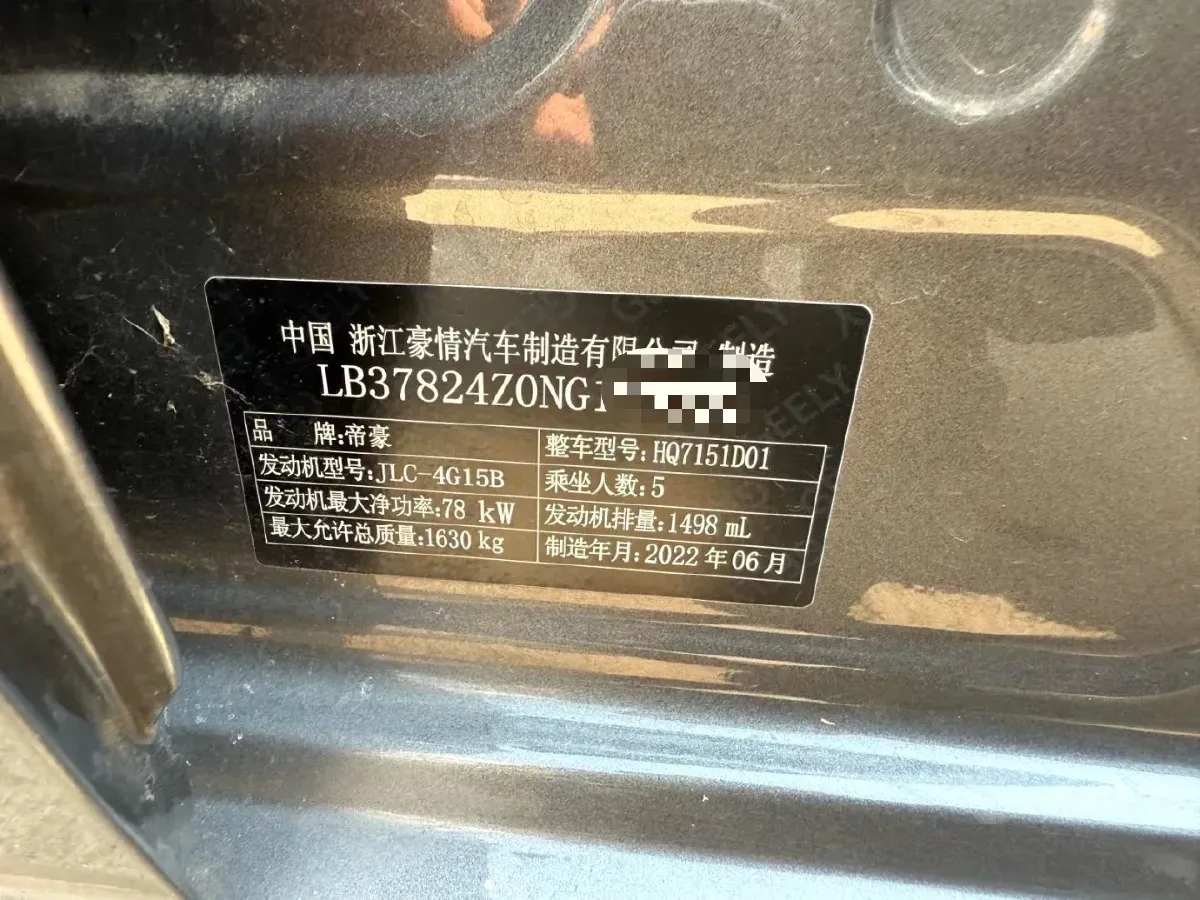 中国 浙江豪情汽车制造有限公司 制造
LB37824Z0NG1
品 牌:帝豪 整车型号:HQ7151D01
发动机型号:JLC-4G15B 乘坐人数:5
发动机最大净功率:78 kW 发动机排量:1498 mL
最大允许总质量:1630 kg 制造年月:2022年06月
GEELY